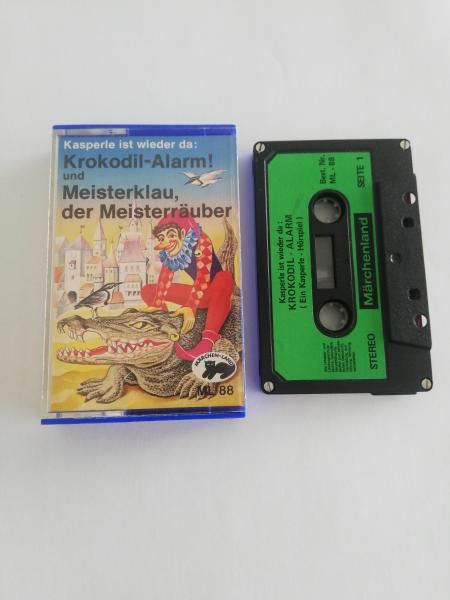 Kasperle ist wieder da:
Krokodil-Alarm!
und
Meisterklau,
der Meisterräuber
MÄRCHEN-LAND
ML 88
Kasperle ist wieder da :
KROKODIL - ALARM
( Ein Kasperle - Hörspiel )
Best. Nr.
ML - 88
SEITE 1
Märchenland
STEREO